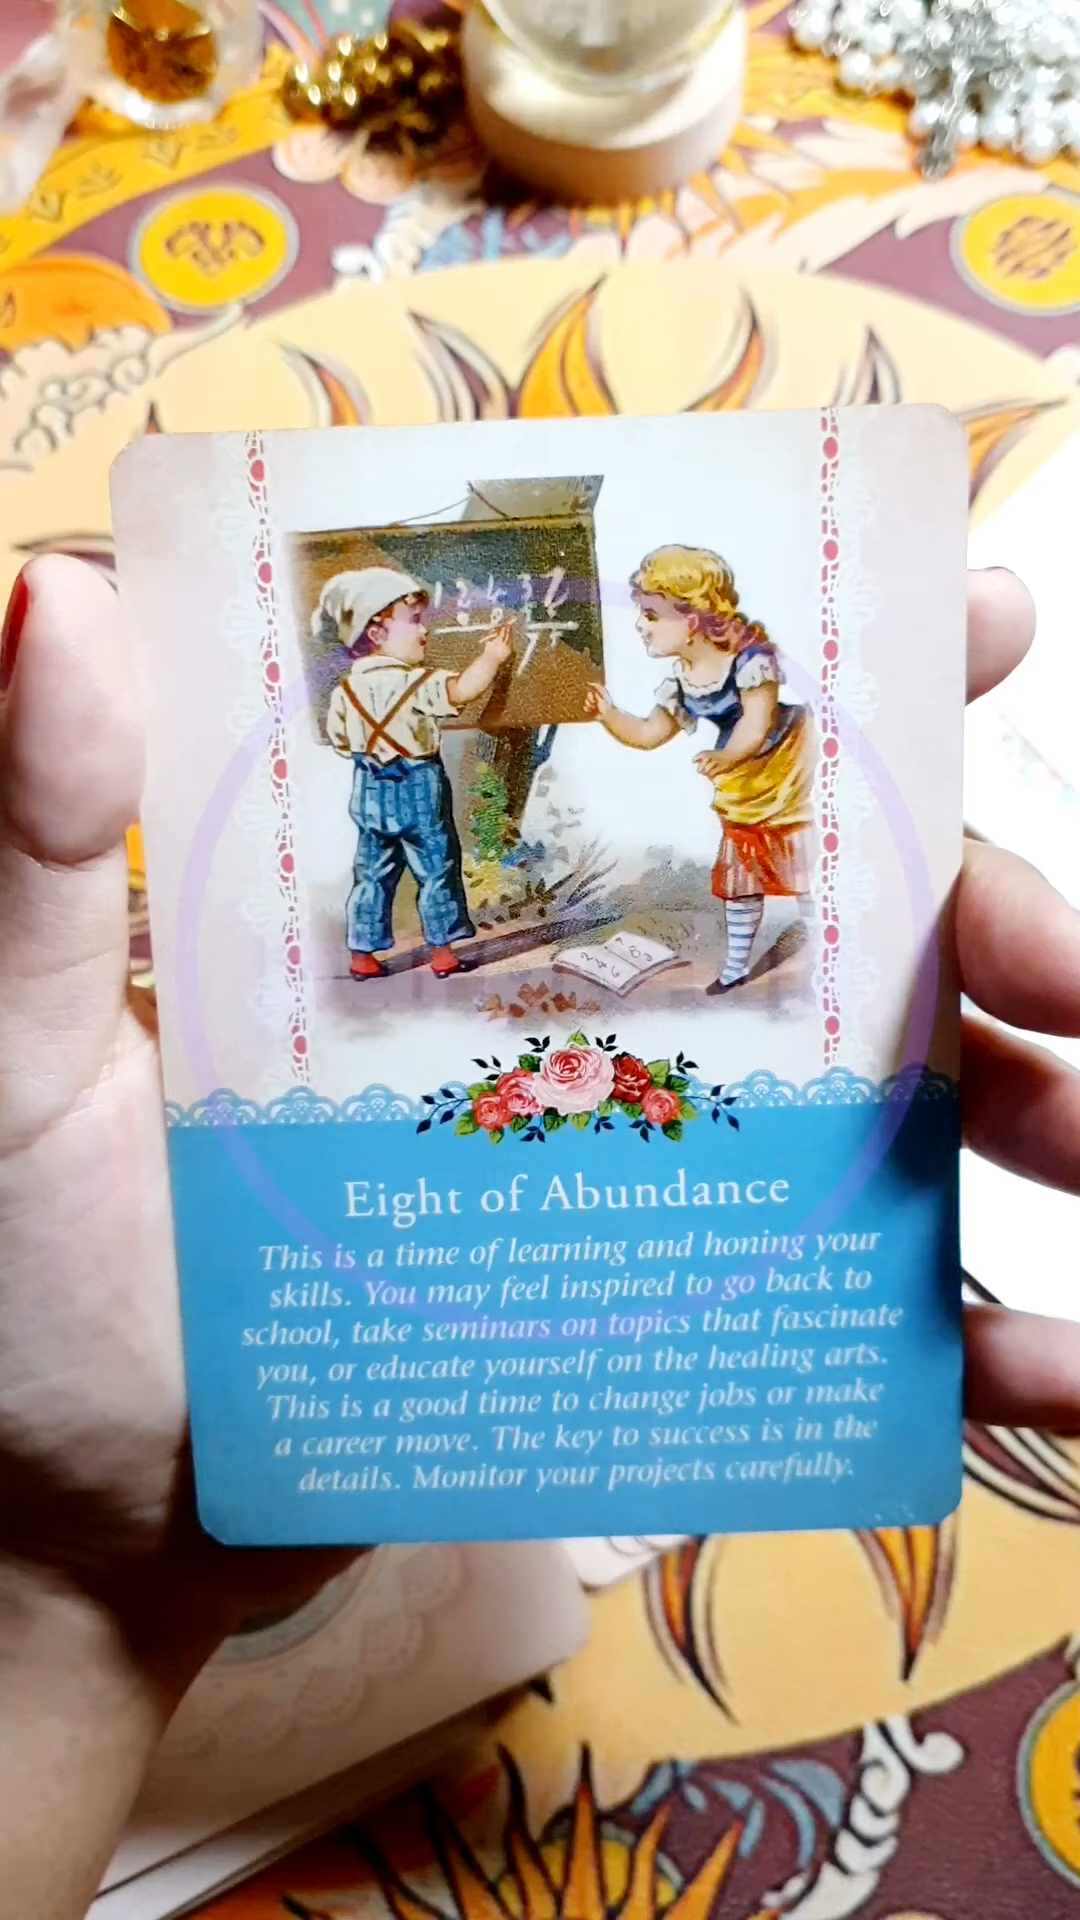 Eight of Abundance
This is a time of learning and honing your
skills. You may feel inspired to go back to
school, take seminars on topics that fascinate
you, or educate yourself on the healing arts.
This is a good time to change jobs or make
a career move. The key to success is in the
details. Monitor your projects carefully.